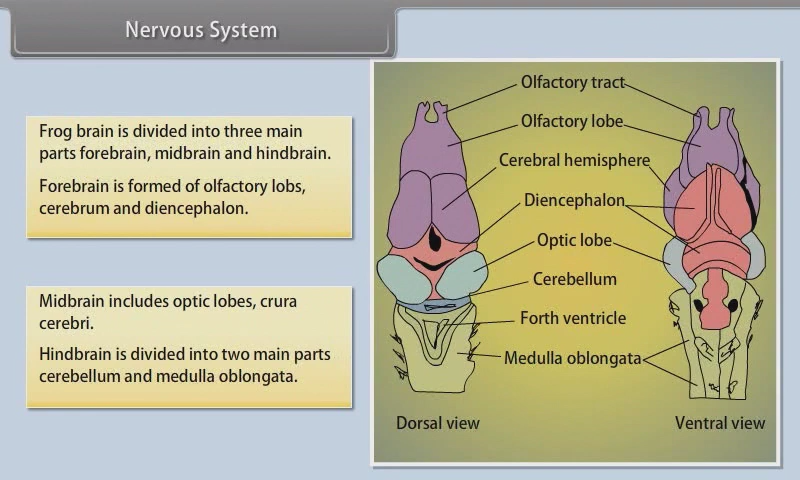 Nervous System
Frog brain is divided into three main
parts forebrain, midbrain and hindbrain.
Forebrain is formed of olfactory lobs,
cerebrum and diencephalon.
Midbrain includes optic lobes, crura
cerebri.
Hindbrain is divided into two main parts
cerebellum and medulla oblongata.
Olfactory tract
Olfactory lobe
Cerebral hemisphere
Diencephalon
Optic lobe
Cerebellum
Forth ventricle
Medulla oblongata
Dorsal view
Ventral view